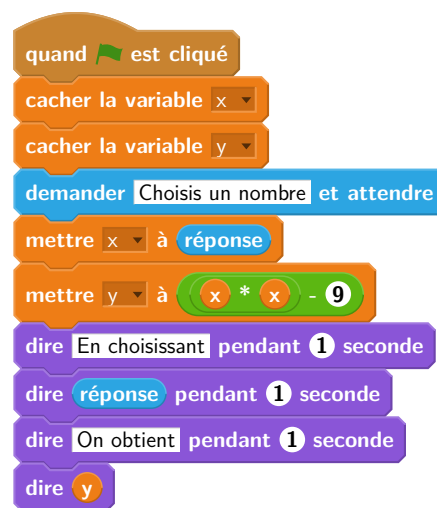 quand est cliqué
cacher la variable x
cacher la variable y
demander Choisis un nombre et attendre
mettre x à réponse
mettre y à x * x - 9
dire En choisissant pendant 1 seconde
dire réponse pendant 1 seconde
dire On obtient pendant 1 seconde
dire y